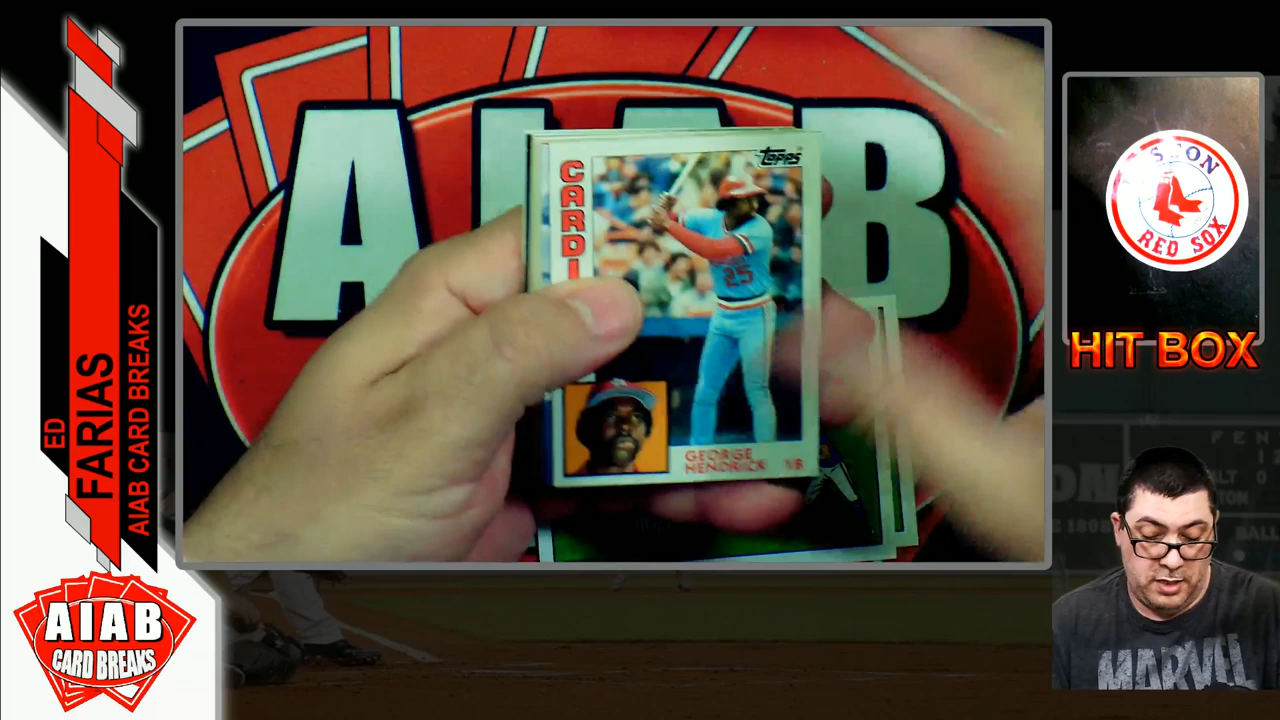 ED
FARIAS
AIAB CARD BREAKS
AIAB
CARD BREAKS
AIAB
TOPPS
CARDI
25
GEORGE
HENDRICK 1B
RED SOX
HIT BOX
FEN
MARVEL